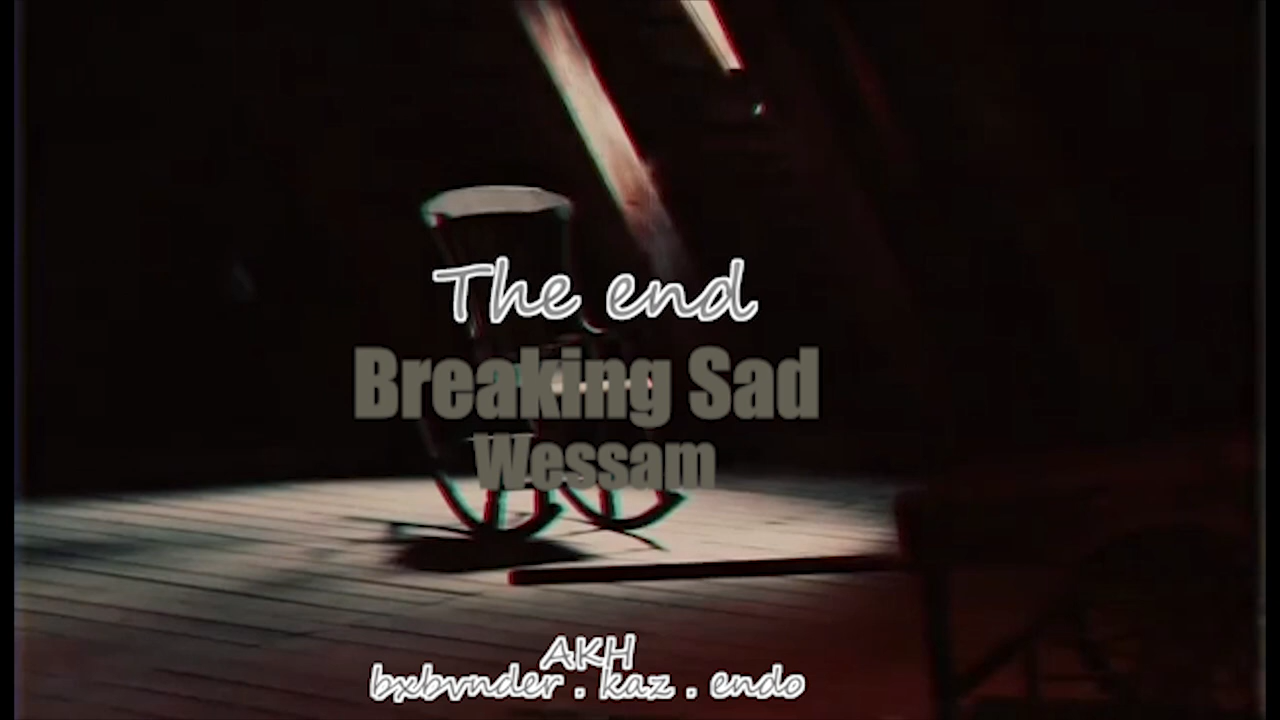 The end
Breaking Sad
Wessam
AKH
bxbvnder . kaz . endo